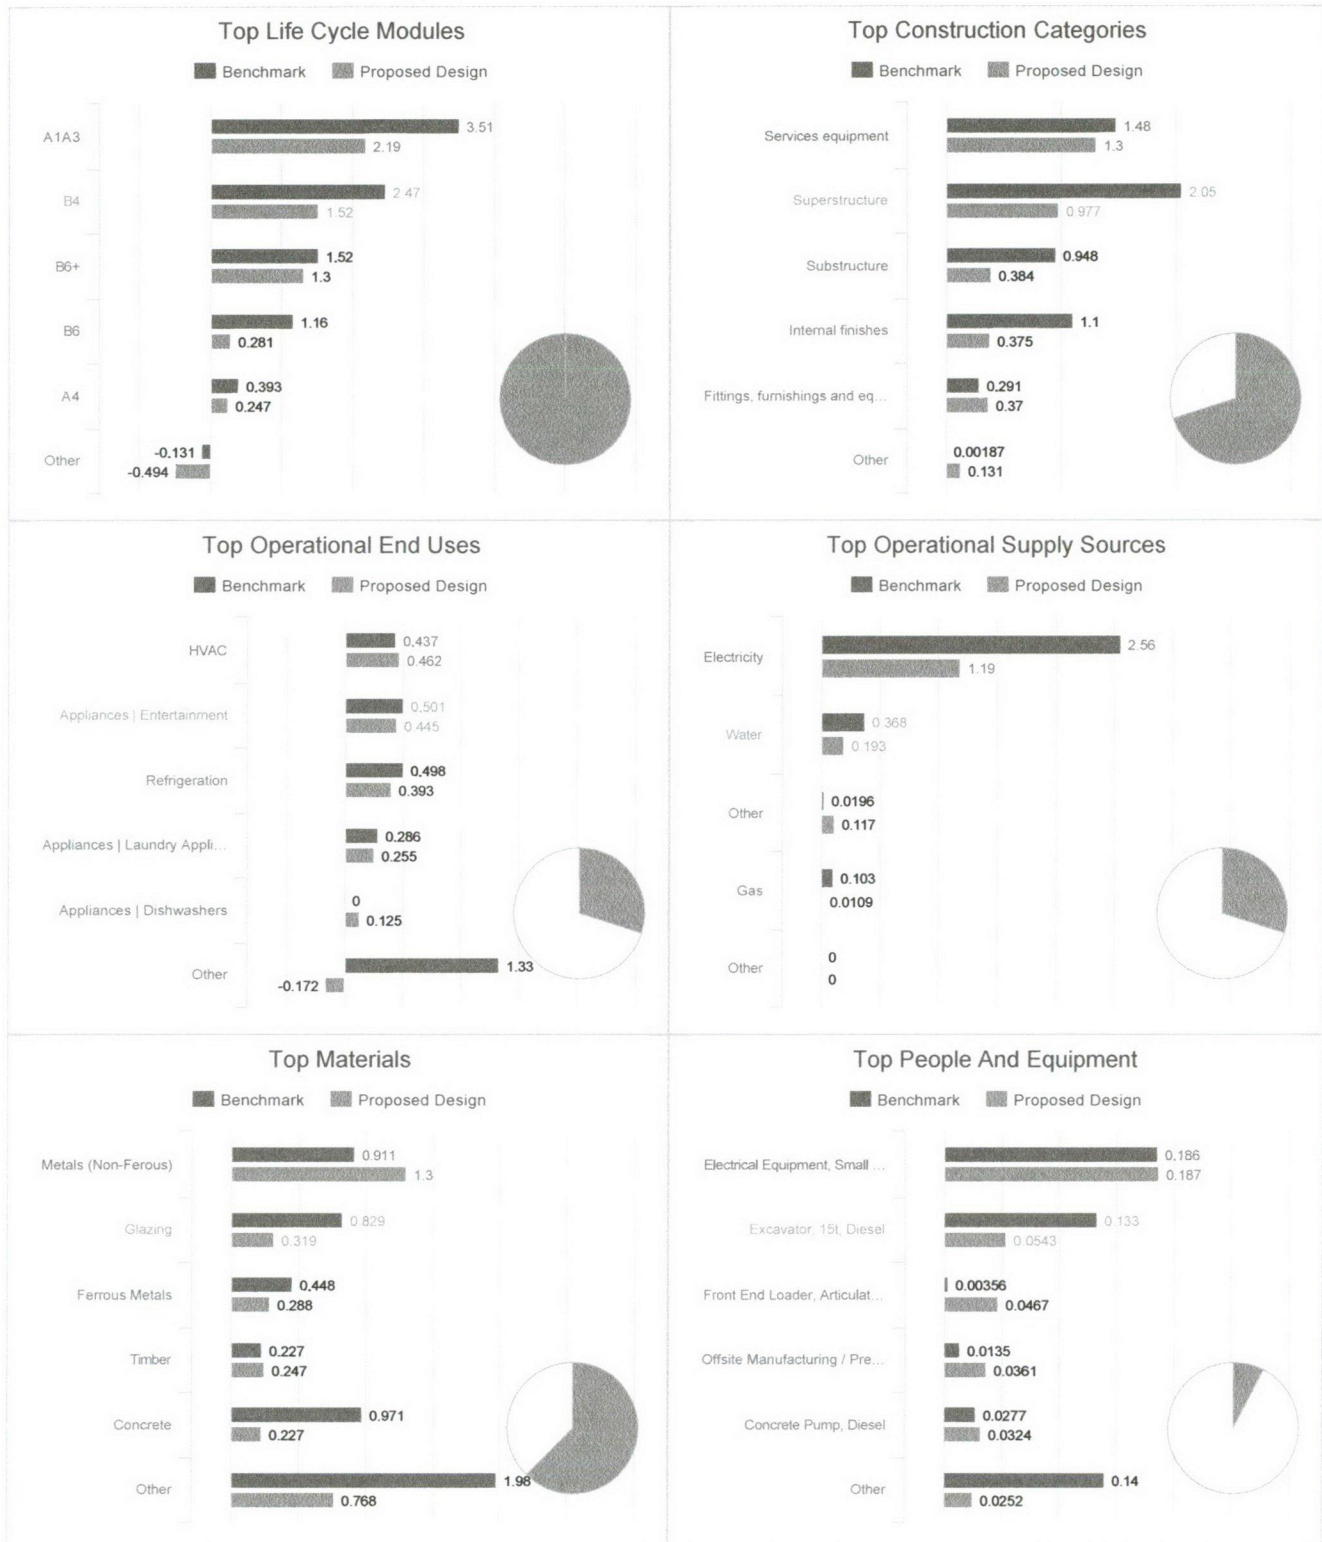 Top Life Cycle Modules
Benchmark Proposed Design
A1A3 3.51
2.19
B4 2.47
1.52
B6+ 1.52
1.3
B6 1.16
0.281
A4 0.393
0.247
Other -0.131
-0.494
Top Construction Categories
Benchmark Proposed Design
Services equipment 1.48
1.3
Superstructure 2.05
0.977
Substructure 0.948
0.384
Internal finishes 1.1
0.375
Fittings, furnishings and eq... 0.291
0.37
Other 0.00187
0.131
Top Operational End Uses
Benchmark Proposed Design
HVAC 0.437
0.462
Appliances | Entertainment 0.501
0.445
Refrigeration 0.498
0.393
Appliances | Laundry Appli... 0.286
0.255
Appliances | Dishwashers 0
0.125
Other 1.33
-0.172
Top Operational Supply Sources
Benchmark Proposed Design
Electricity 2.56
1.19
Water 0.368
0.193
Other 0.0196
0.117
Gas 0.103
0.0109
Other 0
0
Top Materials
Benchmark Proposed Design
Metals (Non-Ferous) 0.911
1.3
Glazing 0.829
0.319
Ferrous Metals 0.448
0.288
Timber 0.227
0.247
Concrete 0.971
0.227
Other 1.98
0.768
Top People And Equipment
Benchmark Proposed Design
Electrical Equipment, Small ... 0.186
0.187
Excavator, 15t, Diesel 0.133
0.0543
Front End Loader, Articulat... 0.00356
0.0467
Offsite Manufacturing / Pre... 0.0135
0.0361
Concrete Pump, Diesel 0.0277
0.0324
Other 0.14
0.0252